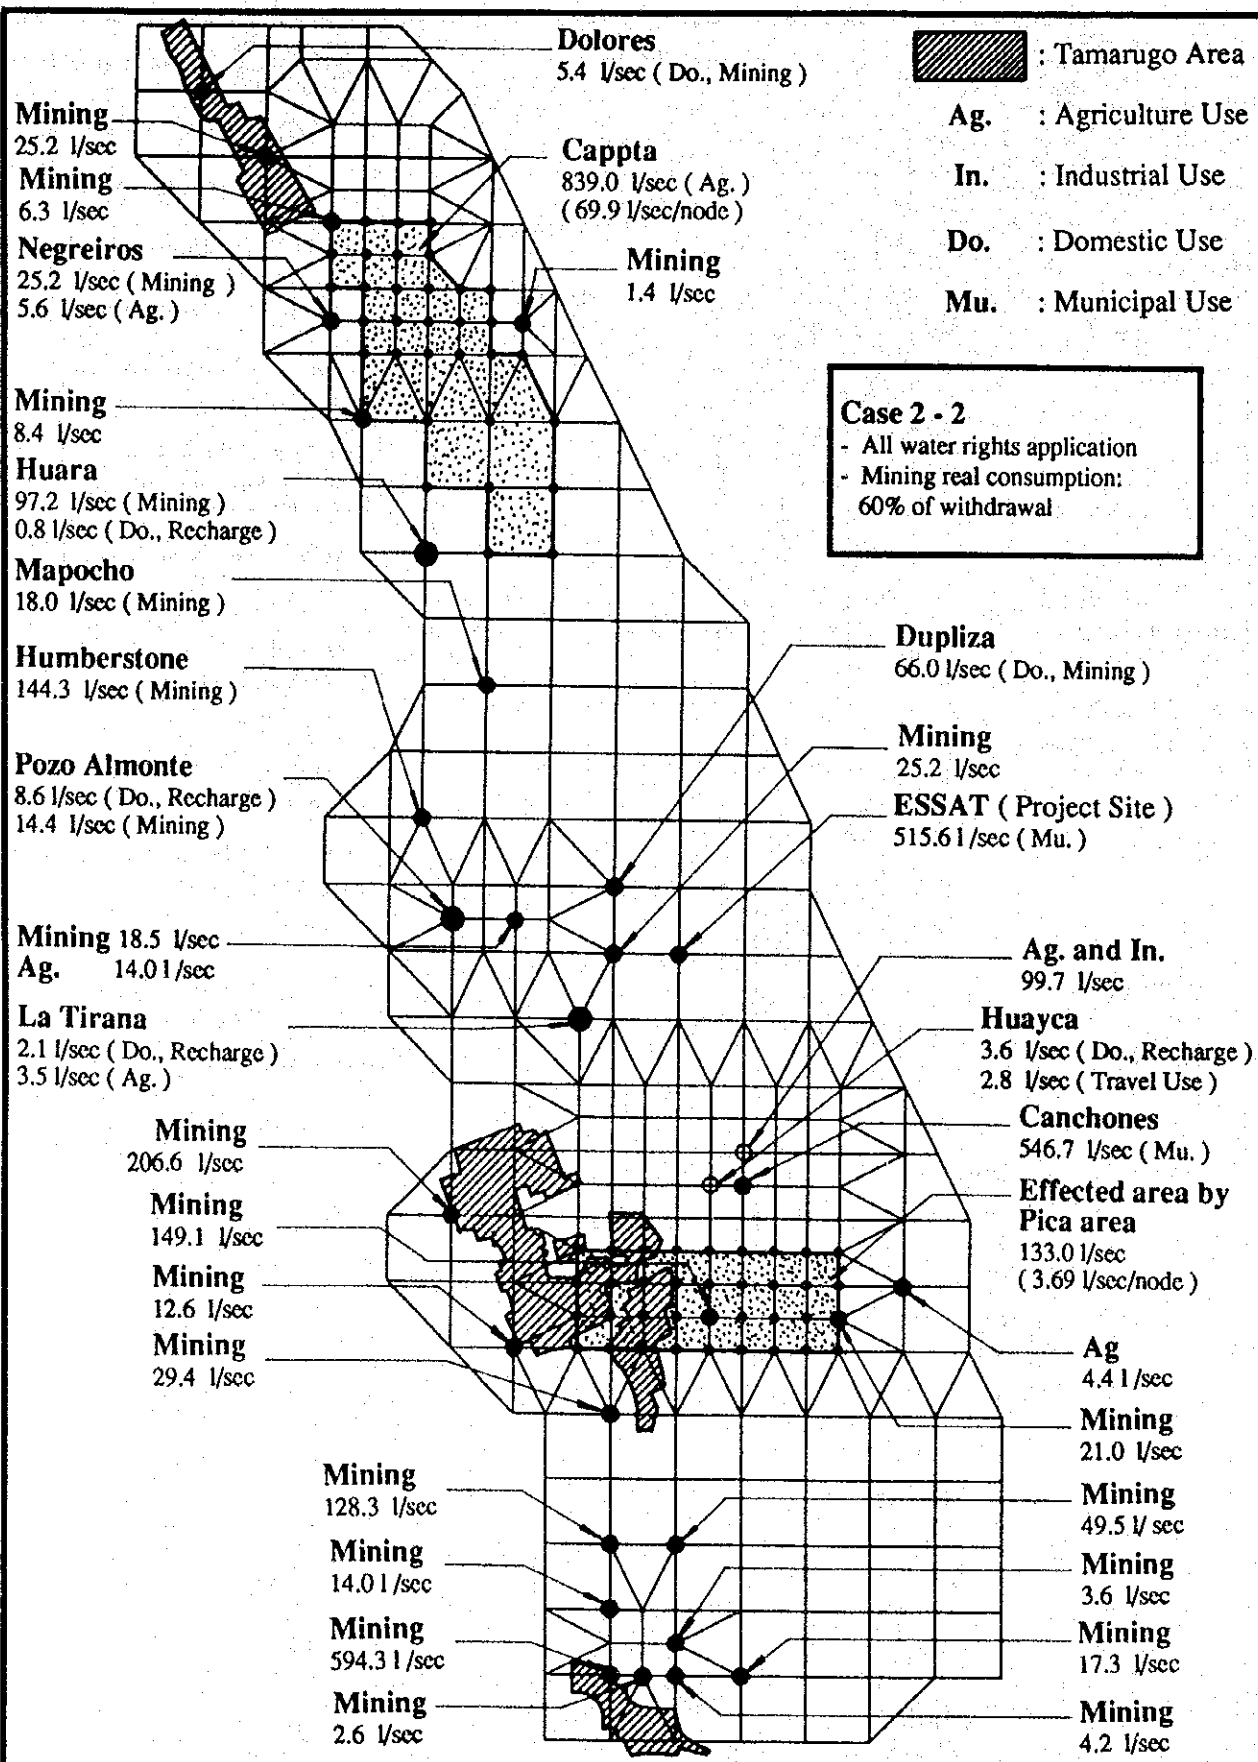 Dolores
5.4 l/sec ( Do., Mining )
: Tamarugo Area
Ag. : Agriculture Use
In. : Industrial Use
Do. : Domestic Use
Mu. : Municipal Use
Mining
25.2 l/sec
Mining
6.3 l/sec
Cappta
839.0 l/sec ( Ag. )
( 69.9 l/sec/node )
Negreiros
25.2 l/sec ( Mining )
5.6 l/sec ( Ag. )
Mining
1.4 l/sec
Case 2 - 2
- All water rights application
- Mining real consumption:
60% of withdrawal
Mining
8.4 l/sec
Huara
97.2 l/sec ( Mining )
0.8 l/sec ( Do., Recharge )
Mapocho
18.0 l/sec ( Mining )
Humberstone
144.3 l/sec ( Mining )
Pozo Almonte
8.6 l/sec ( Do., Recharge )
14.4 l/sec ( Mining )
Mining 18.5 l/sec
Ag. 14.0 l/sec
La Tirana
2.1 l/sec ( Do., Recharge )
3.5 l/sec ( Ag. )
Mining
206.6 l/sec
Mining
149.1 l/sec
Mining
12.6 l/sec
Mining
29.4 l/sec
Mining
128.3 l/sec
Mining
14.0 l/sec
Mining
594.3 l/sec
Mining
2.6 l/sec
Dupliza
66.0 l/sec ( Do., Mining )
Mining
25.2 l/sec
ESSAT ( Project Site )
515.6 l/sec ( Mu. )
Ag. and In.
99.7 l/sec
Huayca
3.6 l/sec ( Do., Recharge )
2.8 l/sec ( Travel Use )
Canchones
546.7 l/sec ( Mu. )
Effected area by
Pica area
133.0 l/sec
( 3.69 l/sec/node )
Ag
4.4 l/sec
Mining
21.0 l/sec
Mining
49.5 l/ sec
Mining
3.6 l/sec
Mining
17.3 l/sec
Mining
4.2 l/sec